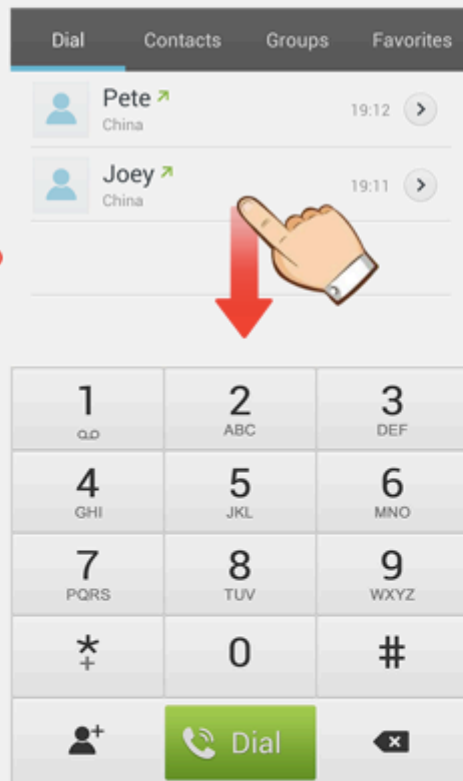 Dial Contacts Groups Favorites
Pete
China
19:12
Joey
China
19:11
1 2 3
ABC DEF
4 5 6
GHI JKL MNO
7 8 9
PQRS TUV WXYZ
* 0 #
+
Dial